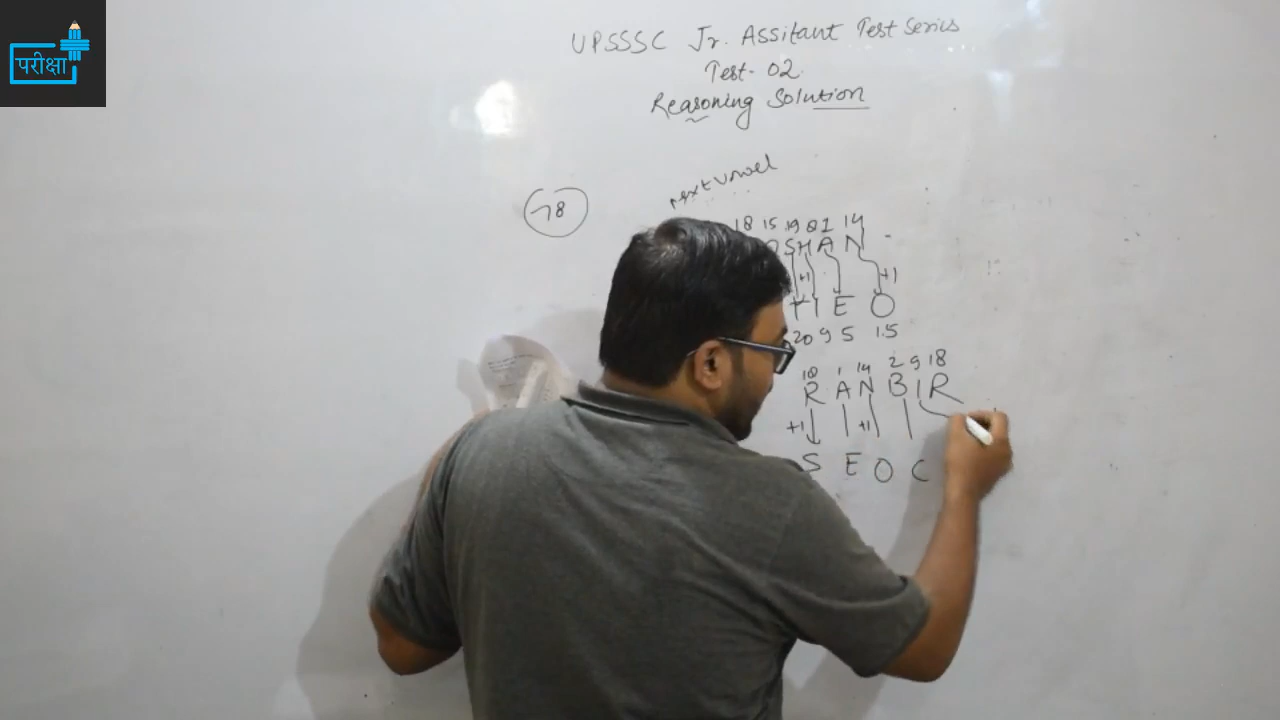 परीक्षा
UPSSSC Jr. Assitant Test Series
Test- 02
Reasoning Solution
Next vowel
78
18 15 19 8 1 14
O S H A N
+1 +1
T I E O
20 9 5 15
18 1 14 2 9 18
R A N B I R
+1 +1
S E O C